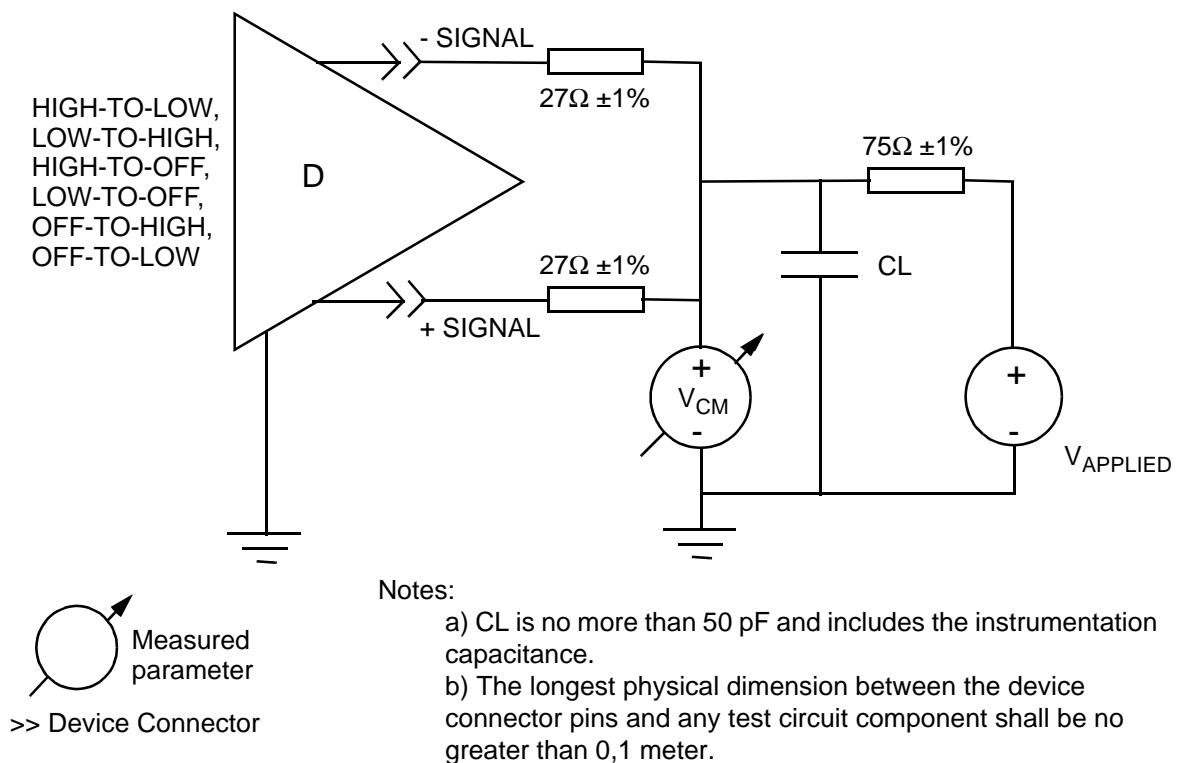 - SIGNAL
27Ω ±1%
HIGH-TO-LOW,
LOW-TO-HIGH,
HIGH-TO-OFF,
LOW-TO-OFF,
OFF-TO-HIGH,
OFF-TO-LOW
D
75Ω ±1%
27Ω ±1%
CL
+ SIGNAL
+
VCM
-
+
-
VAPPLIED
Notes:
a) CL is no more than 50 pF and includes the instrumentation
capacitance.
b) The longest physical dimension between the device
connector pins and any test circuit component shall be no
greater than 0,1 meter.
Measured
parameter
>> Device Connector